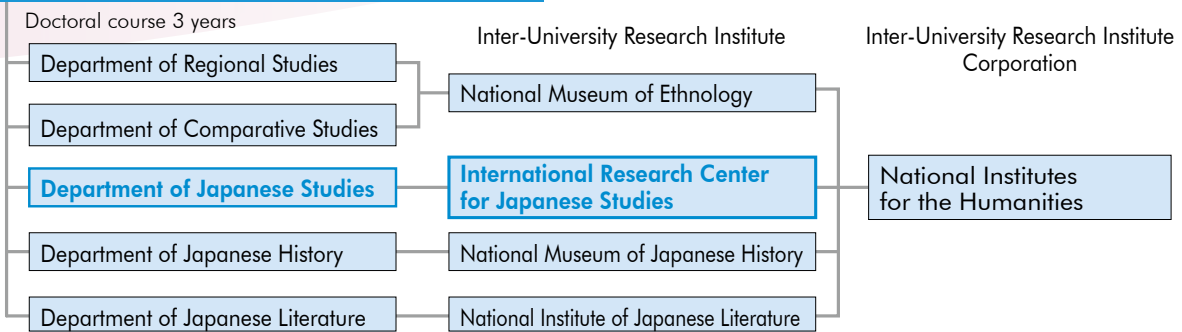 Doctoral course 3 years
Inter-University Research Institute
Inter-University Research Institute
Corporation
Department of Regional Studies
Department of Comparative Studies
Department of Japanese Studies
Department of Japanese History
Department of Japanese Literature
National Museum of Ethnology
International Research Center
for Japanese Studies
National Museum of Japanese History
National Institute of Japanese Literature
National Institutes
for the Humanities